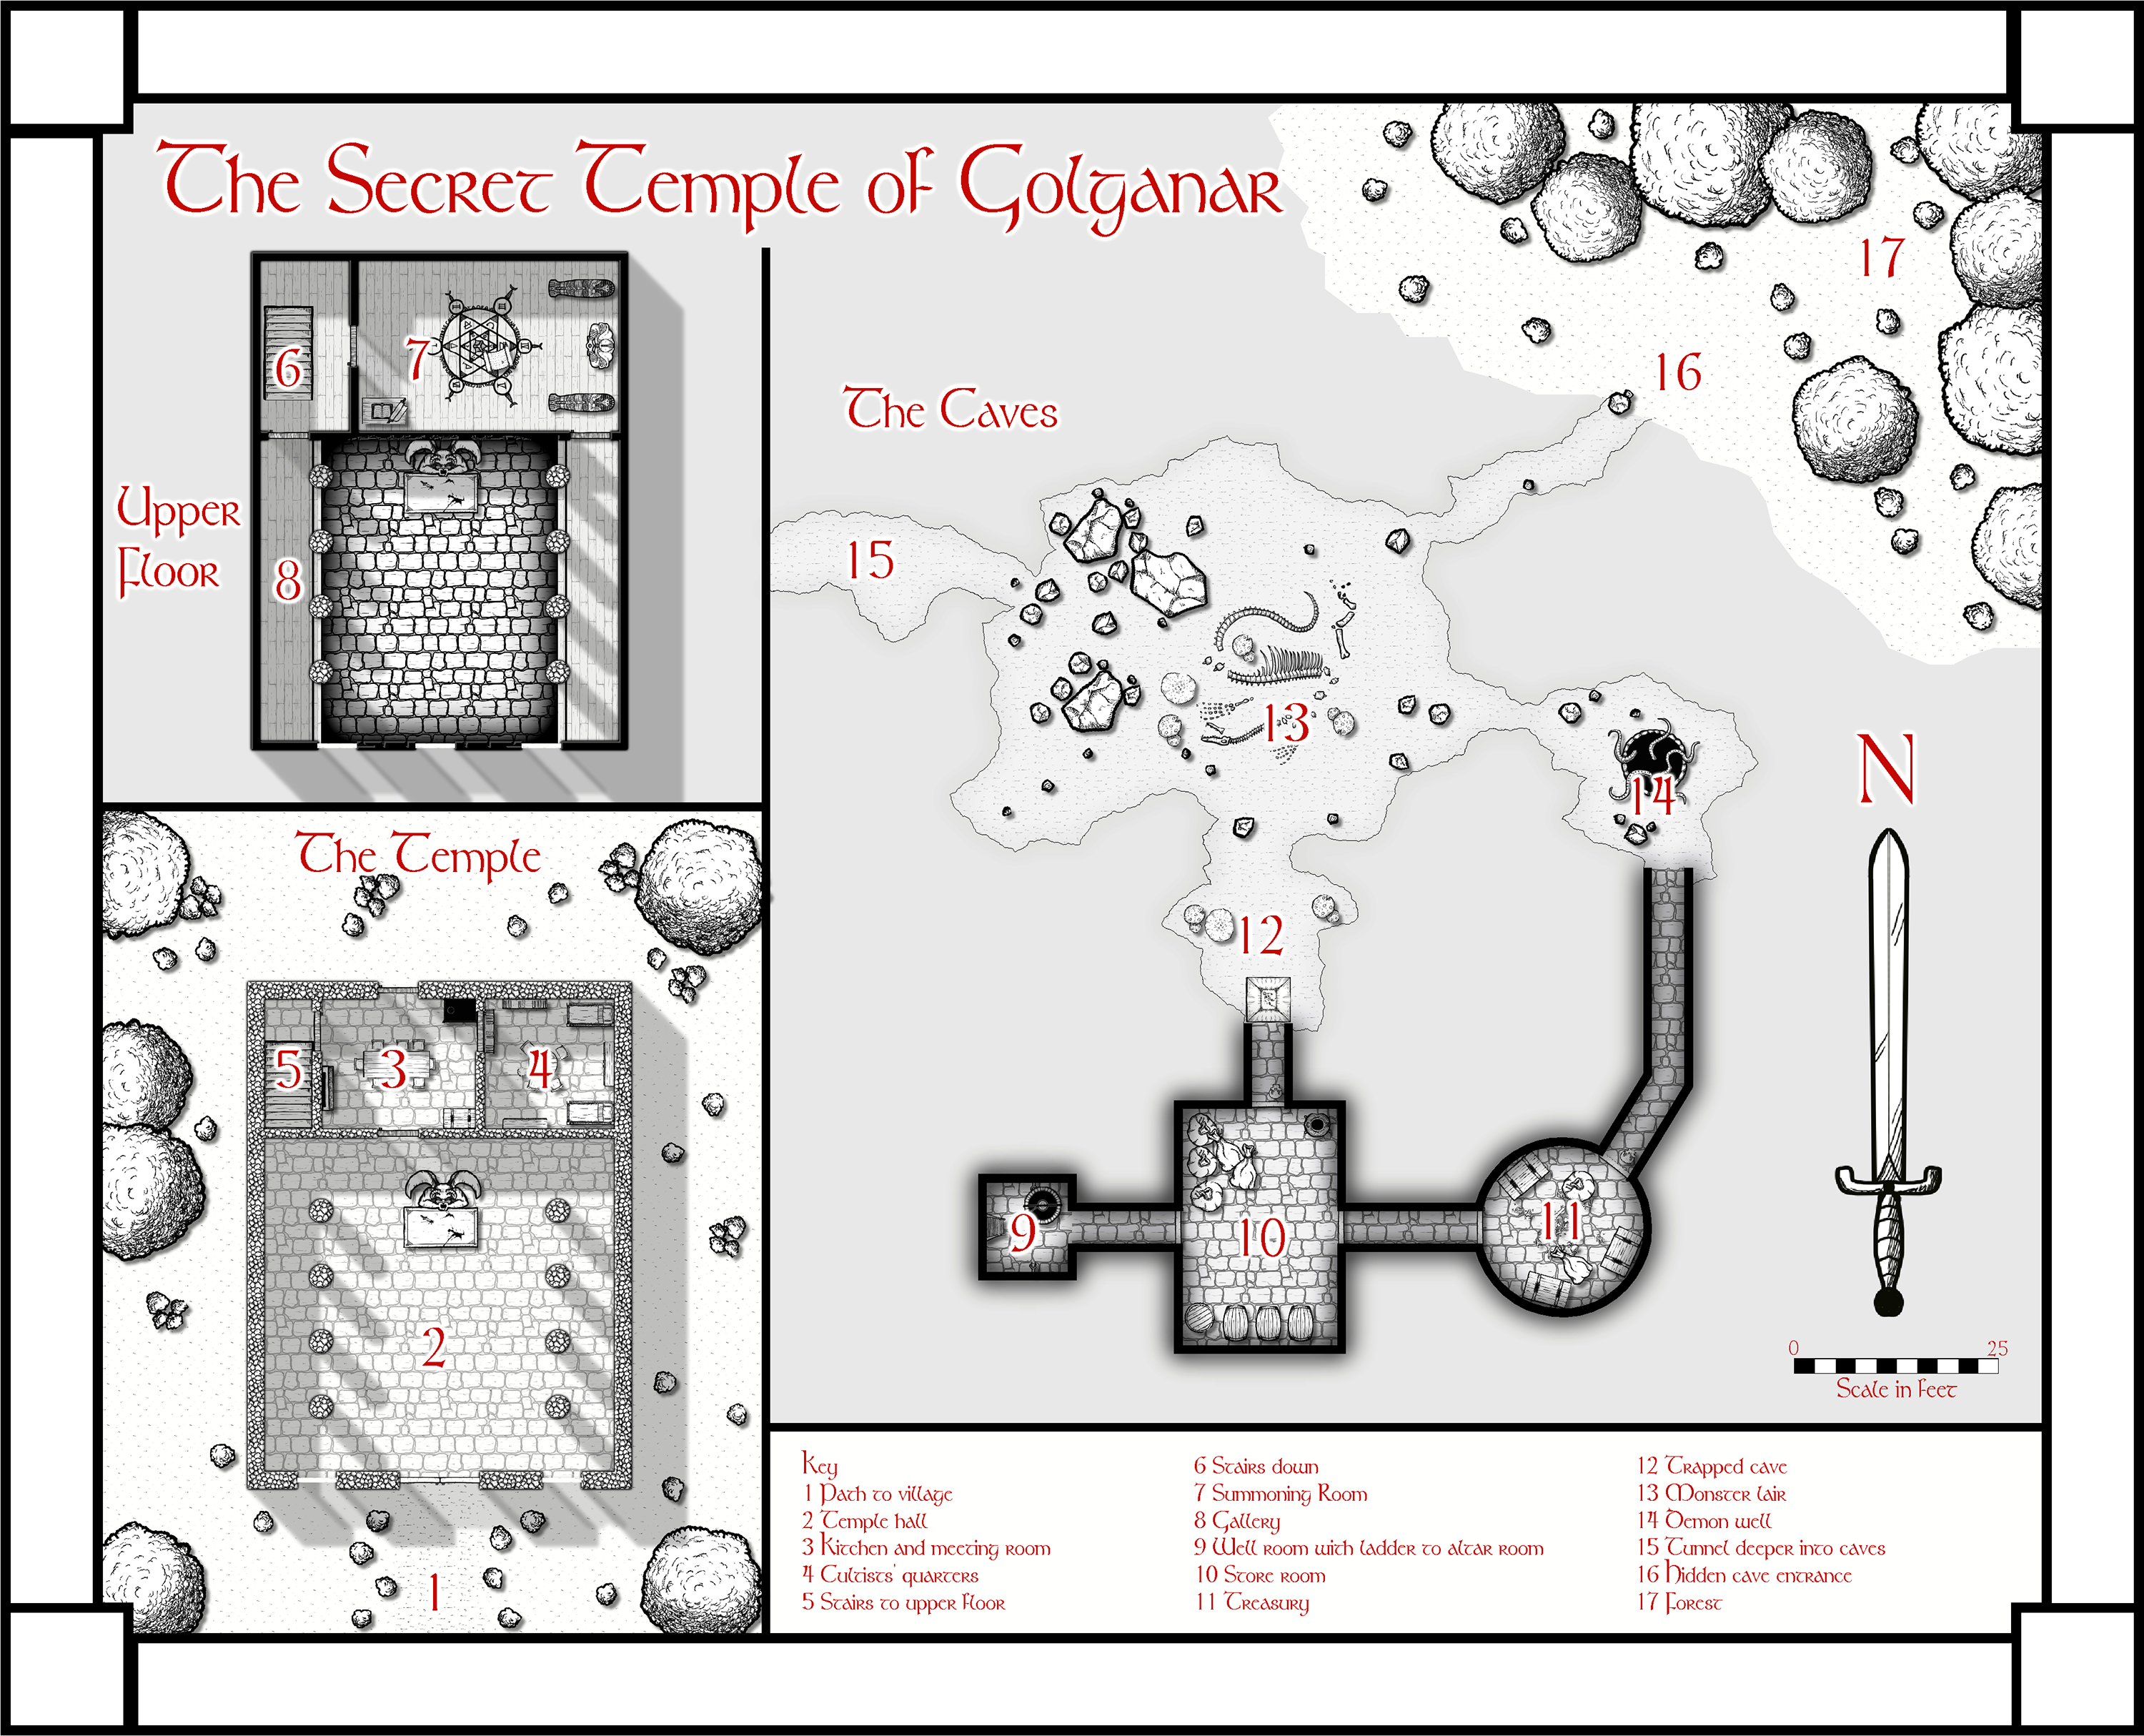 The Secret Temple of Golganar
6
7
8
Upper
Floor
The Temple
5
3
4
2
1
The Caves
17
16
15
13
14
12
9
10
11
N
0 25
Scale in feet
Key
1 Path to village
2 Temple hall
3 Kitchen and meeting room
4 Cultists' quarters
5 Stairs to upper floor
6 Stairs down
7 Summoning Room
8 Gallery
9 Well room with ladder to altar room
10 Store room
11 Treasury
12 Trapped cave
13 Monster lair
14 Demon well
15 Tunnel deeper into caves
16 Hidden cave entrance
17 Forest